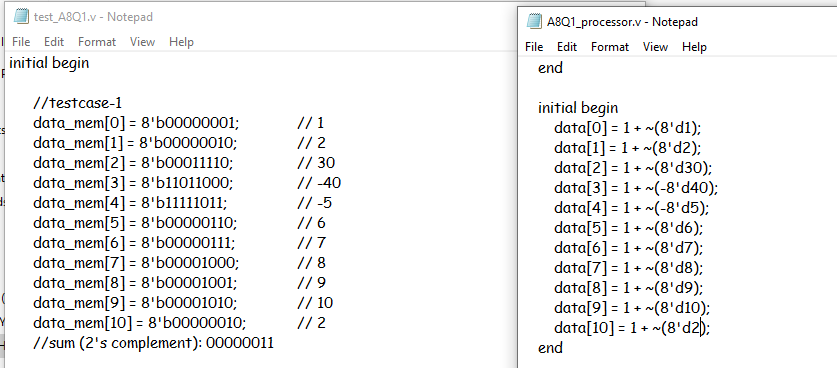 test_A8Q1.v - Notepad
File Edit Format View Help
initial begin
//testcase-1
data_mem[0] = 8'b00000001; // 1
data_mem[1] = 8'b00000010; // 2
data_mem[2] = 8'b00011110; // 30
data_mem[3] = 8'b11011000; // -40
data_mem[4] = 8'b11111011; // -5
data_mem[5] = 8'b00000110; // 6
data_mem[6] = 8'b00000111; // 7
data_mem[7] = 8'b00001000; // 8
data_mem[8] = 8'b00001001; // 9
data_mem[9] = 8'b00001010; // 10
data_mem[10] = 8'b00000010; // 2
//sum (2's complement): 00000011
A8Q1_processor.v - Notepad
File Edit Format View Help
end
initial begin
data[0] = 1 + ~(8'd1);
data[1] = 1 + ~(8'd2);
data[2] = 1 + ~(8'd30);
data[3] = 1 + ~(-8'd40);
data[4] = 1 + ~(-8'd5);
data[5] = 1 + ~(8'd6);
data[6] = 1 + ~(8'd7);
data[7] = 1 + ~(8'd8);
data[8] = 1 + ~(8'd9);
data[9] = 1 + ~(8'd10);
data[10] = 1 + ~(8'd2);
end